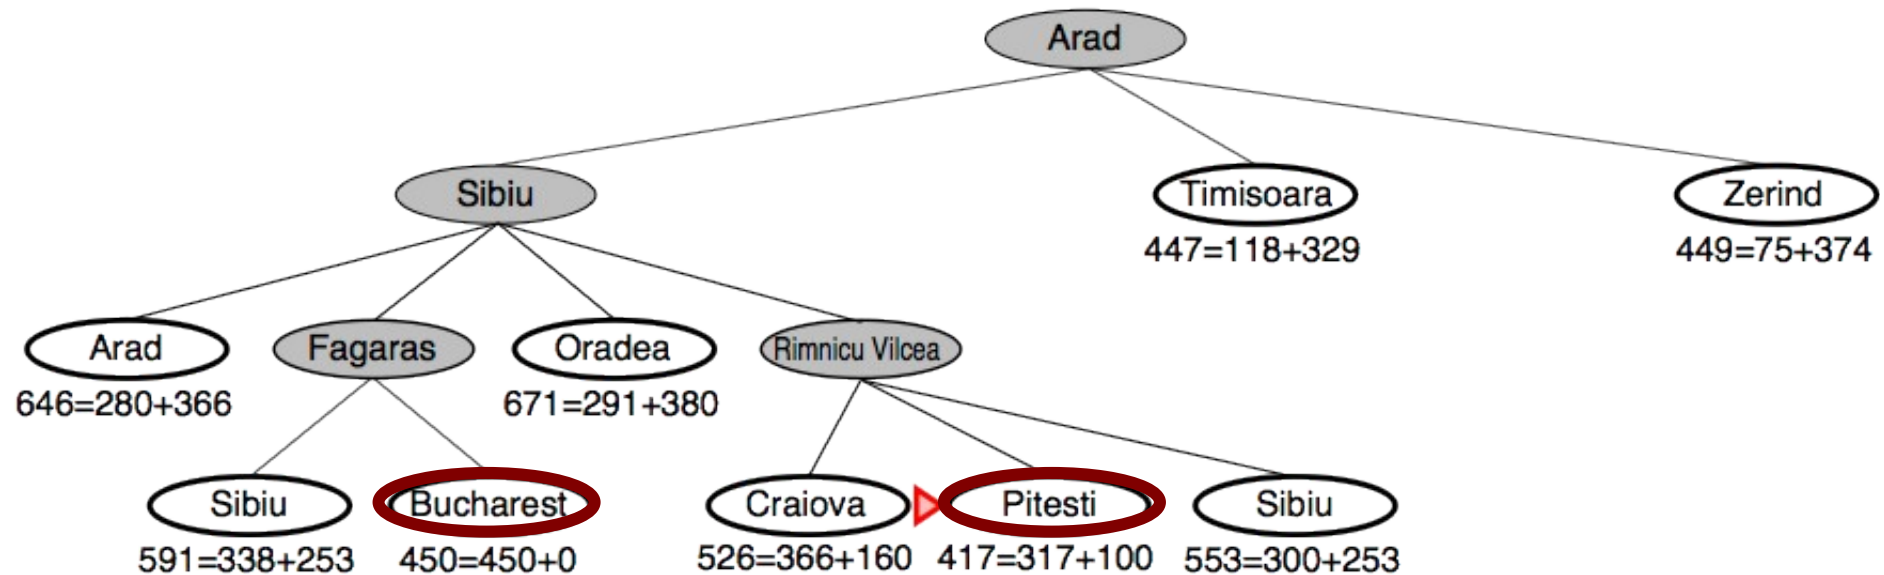 Arad
Sibiu Timisoara Zerind
447=118+329 449=75+374
Arad Fagaras Oradea Rimnicu Vilcea
646=280+366 671=291+380
Sibiu Bucharest Craiova Pitesti Sibiu
591=338+253 450=450+0 526=366+160 417=317+100 553=300+253